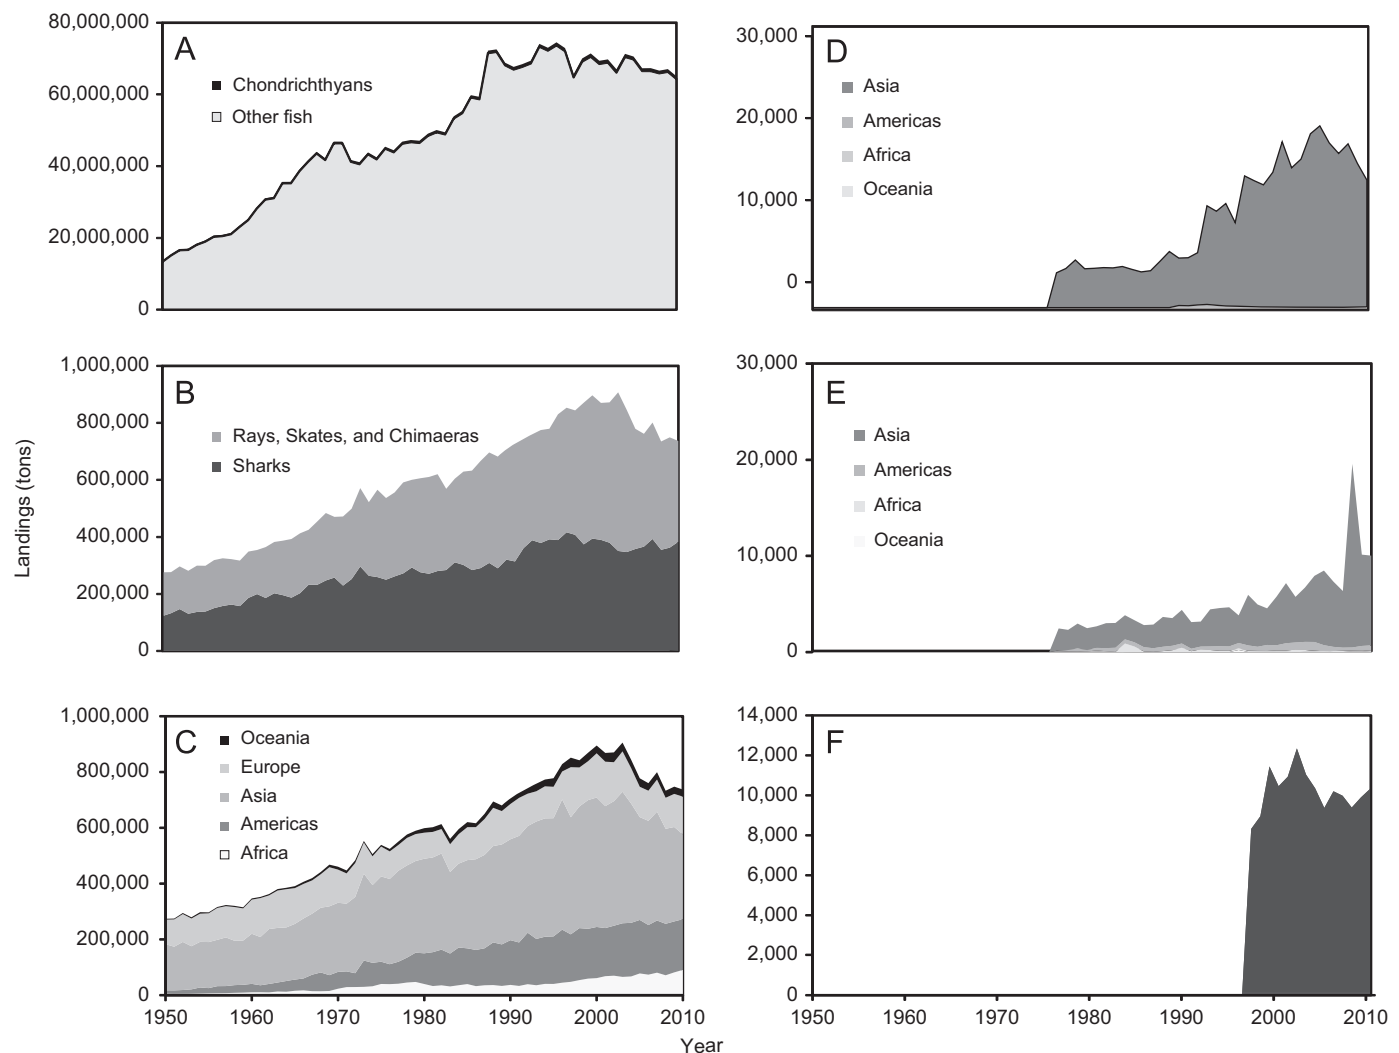 Landings (tons)
80,000,000
60,000,000
40,000,000
20,000,000
0
A
Chondrichthyans
Other fish
1,000,000
800,000
600,000
400,000
200,000
0
B
Rays, Skates, and Chimaeras
Sharks
1,000,000
800,000
600,000
400,000
200,000
0
C
Oceania
Europe
Asia
Americas
Africa
1950 1960 1970 1980 1990 2000 2010
30,000
20,000
10,000
0
D
Asia
Americas
Africa
Oceania
30,000
20,000
10,000
0
E
Asia
Americas
Africa
Oceania
14,000
12,000
10,000
8,000
6,000
4,000
2,000
0
F
1950 1960 1970 1980 1990 2000 2010
Year